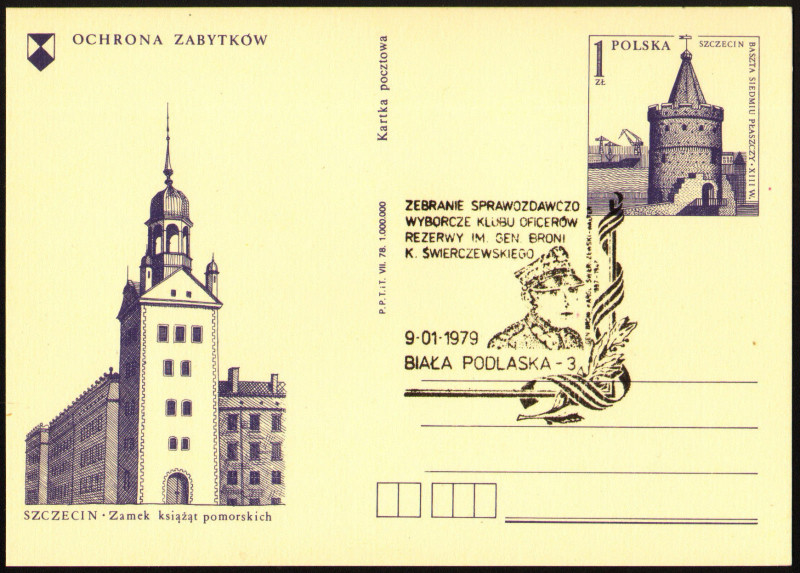 OCHRONA ZABYTKÓW
SZCZECIN · Zamek książąt pomorskich
Kartka pocztowa
P.P.T.iT. VII. 78. 1.000.000
1 ZŁ
POLSKA
SZCZECIN
BASZTA SIEDMIU PŁASZCZY · XIII W.
ZEBRANIE SPRAWOZDAWCZO
WYBORCZE KLUBU OFICERÓW
REZERWY IM. GEN. BRONI
K. ŚWIERCZEWSKIEGO
9-01-1979
BIAŁA PODLASKA - 3